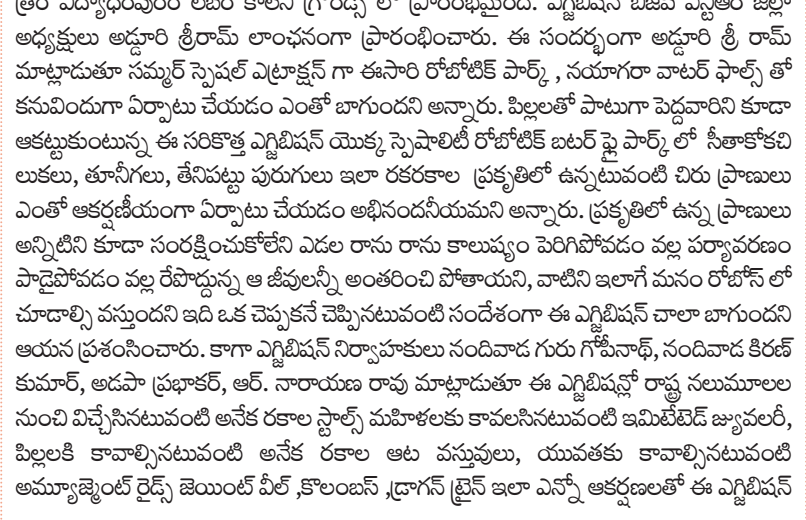 త్రం విద్యాధరపురం లేబర్ కాలనీ గ్రౌండ్స్ లో ప్రారంభమైంది. ఎగ్జిబిషన్ బిజెపి ఎన్టీఆర్ జిల్లా
అధ్యక్షులు అడ్డూరి శ్రీరామ్ లాంఛనంగా ప్రారంభించారు. ఈ సందర్భంగా అడ్డూరి శ్రీ రామ్
మాట్లాడుతూ సమ్మర్ స్పెషల్ ఎట్రాక్షన్ గా ఈసారి రోబోటిక్ పార్క్ , నయాగరా వాటర్ ఫాల్స్ తో
కనువిందుగా ఏర్పాటు చేయడం ఎంతో బాగుందని అన్నారు. పిల్లలతో పాటుగా పెద్దవారిని కూడా
ఆకట్టుకుంటున్న ఈ సరికొత్త ఎగ్జిబిషన్ యొక్క స్పెషాలిటీ రోబోటిక్ బటర్ ఫ్లై పార్క్ లో సీతాకోకచి
లుకలు, తూనీగలు, తేనిపట్టు పురుగులు ఇలా రకరకాల ప్రకృతిలో ఉన్నటువంటి చిరు ప్రాణులు
ఎంతో ఆకర్షణీయంగా ఏర్పాటు చేయడం అభినందనీయమని అన్నారు. ప్రకృతిలో ఉన్న ప్రాణులు
అన్నిటిని కూడా సంరక్షించుకోలేని ఎడల రాను రాను కాలుష్యం పెరిగిపోవడం వల్ల పర్యావరణం
పాడైపోవడం వల్ల రేపొద్దున్న ఆ జీవులన్నీ అంతరించి పోతాయని, వాటిని ఇలాగే మనం రోబోస్ లో
చూడాల్సి వస్తుందని ఇది ఒక చెప్పకనే చెప్పినటువంటి సందేశంగా ఈ ఎగ్జిబిషన్ చాలా బాగుందని
ఆయన ప్రశంసించారు. కాగా ఎగ్జిబిషన్ నిర్వాహకులు నందివాడ గురు గోపీనాథ్, నందివాడ కిరణ్
కుమార్, అడపా ప్రభాకర్, ఆర్. నారాయణ రావు మాట్లాడుతూ ఈ ఎగ్జిబిషన్లో రాష్ట్ర నలుమూలల
నుంచి విచ్చేసినటువంటి అనేక రకాల స్టాల్స్ మహిళలకు కావలసినటువంటి ఇమిటేటెడ్ జ్యువలరీ,
పిల్లలకి కావాల్సినటువంటి అనేక రకాల ఆట వస్తువులు, యువతకు కావాల్సినటువంటి
అమ్యూజ్మెంట్ రైడ్స్ జెయింట్ వీల్ ,కొలంబస్ ,డ్రాగన్ ట్రైన్ ఇలా ఎన్నో ఆకర్షణలతో ఈ ఎగ్జిబిషన్